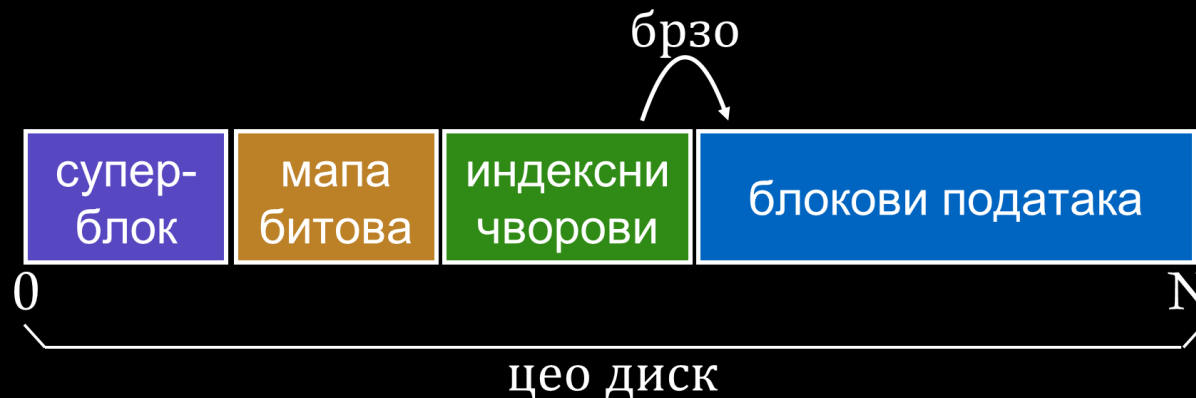 брзо
супер-
блок
мапа
битова
индексни
чворови
блокови података
0
N
цео диск